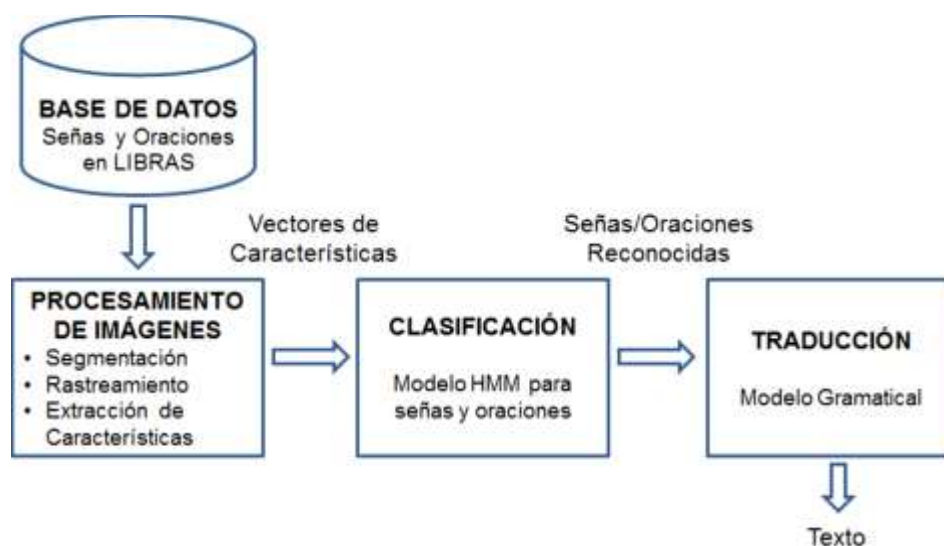 BASE DE DATOS
Señas y Oraciones
en LIBRAS
Vectores de
Características
Señas/Oraciones
Reconocidas
PROCESAMIENTO
DE IMÁGENES
• Segmentación
• Rastreamiento
• Extracción de
Características
CLASIFICACIÓN
Modelo HMM para
señas y oraciones
TRADUCCIÓN
Modelo Gramatical
Texto